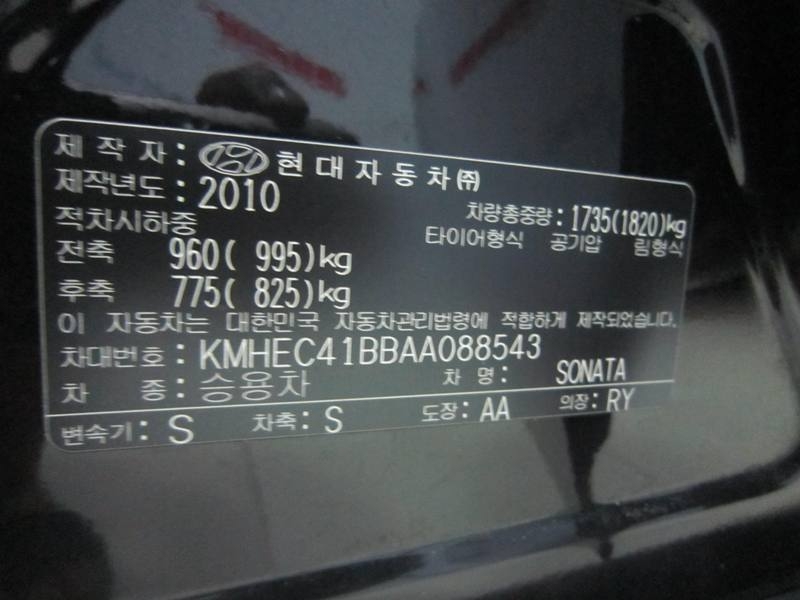 제 작 자 : 현대자동차㈜
제작년도 : 2010
적차시하중 차량총중량 : 1735(1820)kg
타이어형식 공기압 림형식
전축 960( 995)kg
후축 775( 825)kg
이 자동차는 대한민국 자동차관리법령에 적합하게 제작되었습니다.
차대번호 : KMHEC41BBAA088543
차 종 : 승용차 차 명 : SONATA
변속기 : S 차축 : S 도장 : AA 의장 : RY